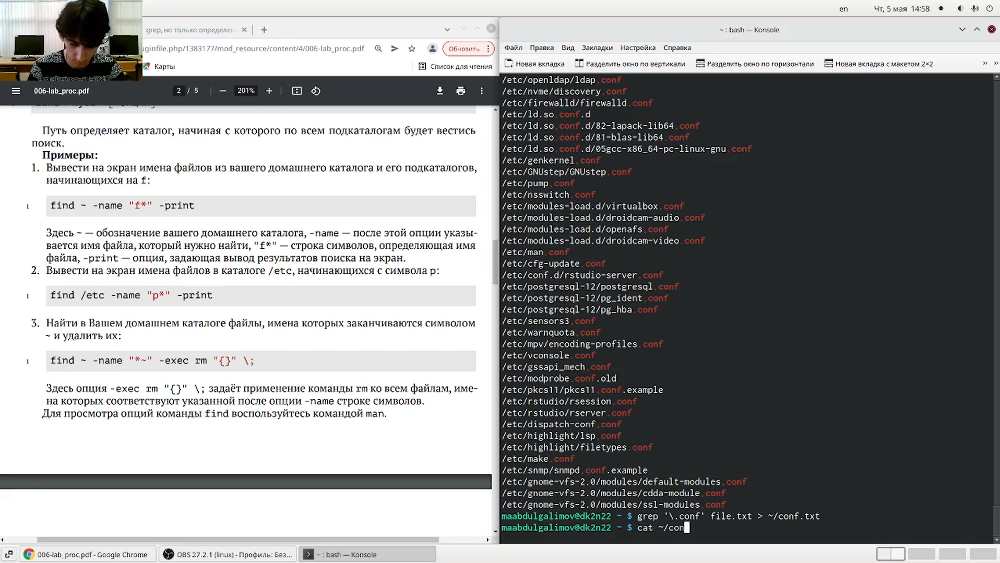 en
Чт, 5 мая 14:58
grep, но только определен
uginfile.php/1383177/mod_resource/content/4/006-lab_proc.pdf
Обновить
Карты
Список для чтения
006-lab_proc.pdf
2 / 5
201%
Путь определяет каталог, начиная с которого по всем подкаталогам будет вестись
поиск.
Примеры:
1. Вывести на экран имена файлов из вашего домашнего каталога и его подкаталогов,
начинающихся на f:
1 find ~ -name "f*" -print
Здесь ~ — обозначение вашего домашнего каталога, -name — после этой опции указы-
вается имя файла, который нужно найти, "f*" — строка символов, определяющая имя
файла, -print — опция, задающая вывод результатов поиска на экран.
2. Вывести на экран имена файлов в каталоге /etc, начинающихся с символа p:
1 find /etc -name "p*" -print
3. Найти в Вашем домашнем каталоге файлы, имена которых заканчиваются символом
~ и удалить их:
1 find ~ -name "*~" -exec rm "{}" \;
Здесь опция -exec rm "{}" \; задаёт применение команды rm ко всем файлам, име-
на которых соответствуют указанной после опции -name строке символов.
Для просмотра опций команды find воспользуйтесь командой man.
~ : bash — Konsole
Файл Правка Вид Закладки Настройка Справка
Новая вкладка Разделить окно по вертикали Разделить окно по горизонтали Новая вкладка с макетом 2×2
/etc/openldap/ldap.conf
/etc/nvme/discovery.conf
/etc/firewalld/firewalld.conf
/etc/ld.so.conf.d
/etc/ld.so.conf.d/82-lapack-lib64.conf
/etc/ld.so.conf.d/81-blas-lib64.conf
/etc/ld.so.conf.d/05gcc-x86_64-pc-linux-gnu.conf
/etc/genkernel.conf
/etc/GNUstep/GNUstep.conf
/etc/pump.conf
/etc/nsswitch.conf
/etc/modules-load.d/virtualbox.conf
/etc/modules-load.d/droidcam-audio.conf
/etc/modules-load.d/openafs.conf
/etc/modules-load.d/droidcam-video.conf
/etc/man.conf
/etc/cfg-update.conf
/etc/conf.d/rstudio-server.conf
/etc/postgresql-12/postgresql.conf
/etc/postgresql-12/pg_ident.conf
/etc/postgresql-12/pg_hba.conf
/etc/sensors3.conf
/etc/warnquota.conf
/etc/mpv/encoding-profiles.conf
/etc/vconsole.conf
/etc/gssapi_mech.conf
/etc/modprobe.conf.old
/etc/pkcs11/pkcs11.conf.example
/etc/rstudio/rsession.conf
/etc/rstudio/rserver.conf
/etc/dispatch-conf.conf
/etc/highlight/lsp.conf
/etc/highlight/filetypes.conf
/etc/make.conf
/etc/snmp/snmpd.conf.example
/etc/gnome-vfs-2.0/modules/default-modules.conf
/etc/gnome-vfs-2.0/modules/cdda-module.conf
/etc/gnome-vfs-2.0/modules/ssl-modules.conf
maabdulgalimov@dk2n22 ~ $ grep '\.conf' file.txt > ~/conf.txt
maabdulgalimov@dk2n22 ~ $ cat ~/con
006-lab_proc.pdf - Google Chrome
OBS 27.2.1 (linux) - Профиль: Без...
~ : bash — Konsole